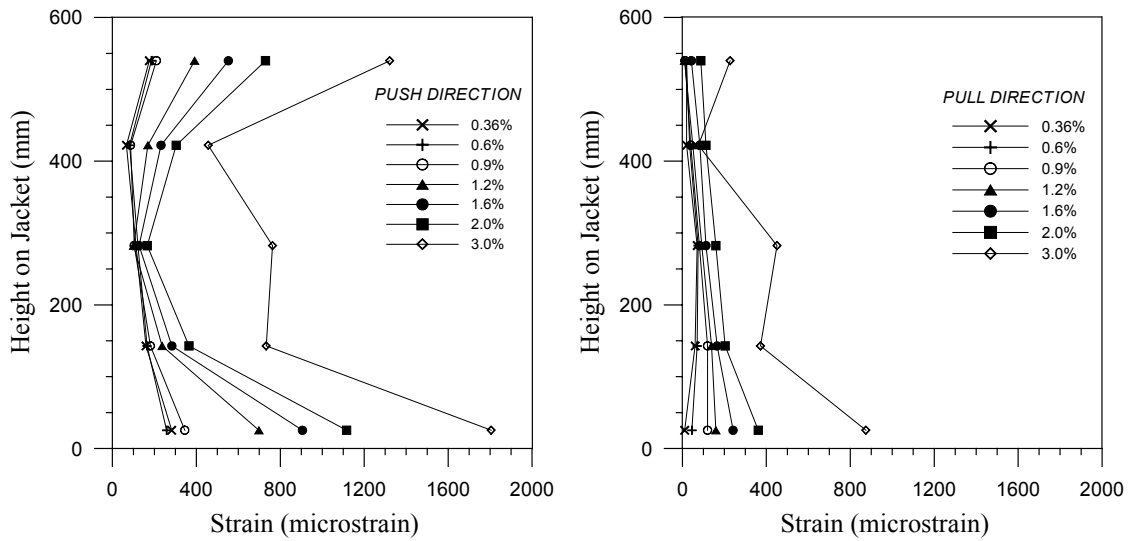 600
400
200
0
Height on Jacket (mm)
PUSH DIRECTION
0.36%
0.6%
0.9%
1.2%
1.6%
2.0%
3.0%
0 400 800 1200 1600 2000
Strain (microstrain)
600
400
200
0
Height on Jacket (mm)
PULL DIRECTION
0.36%
0.6%
0.9%
1.2%
1.6%
2.0%
3.0%
0 400 800 1200 1600 2000
Strain (microstrain)